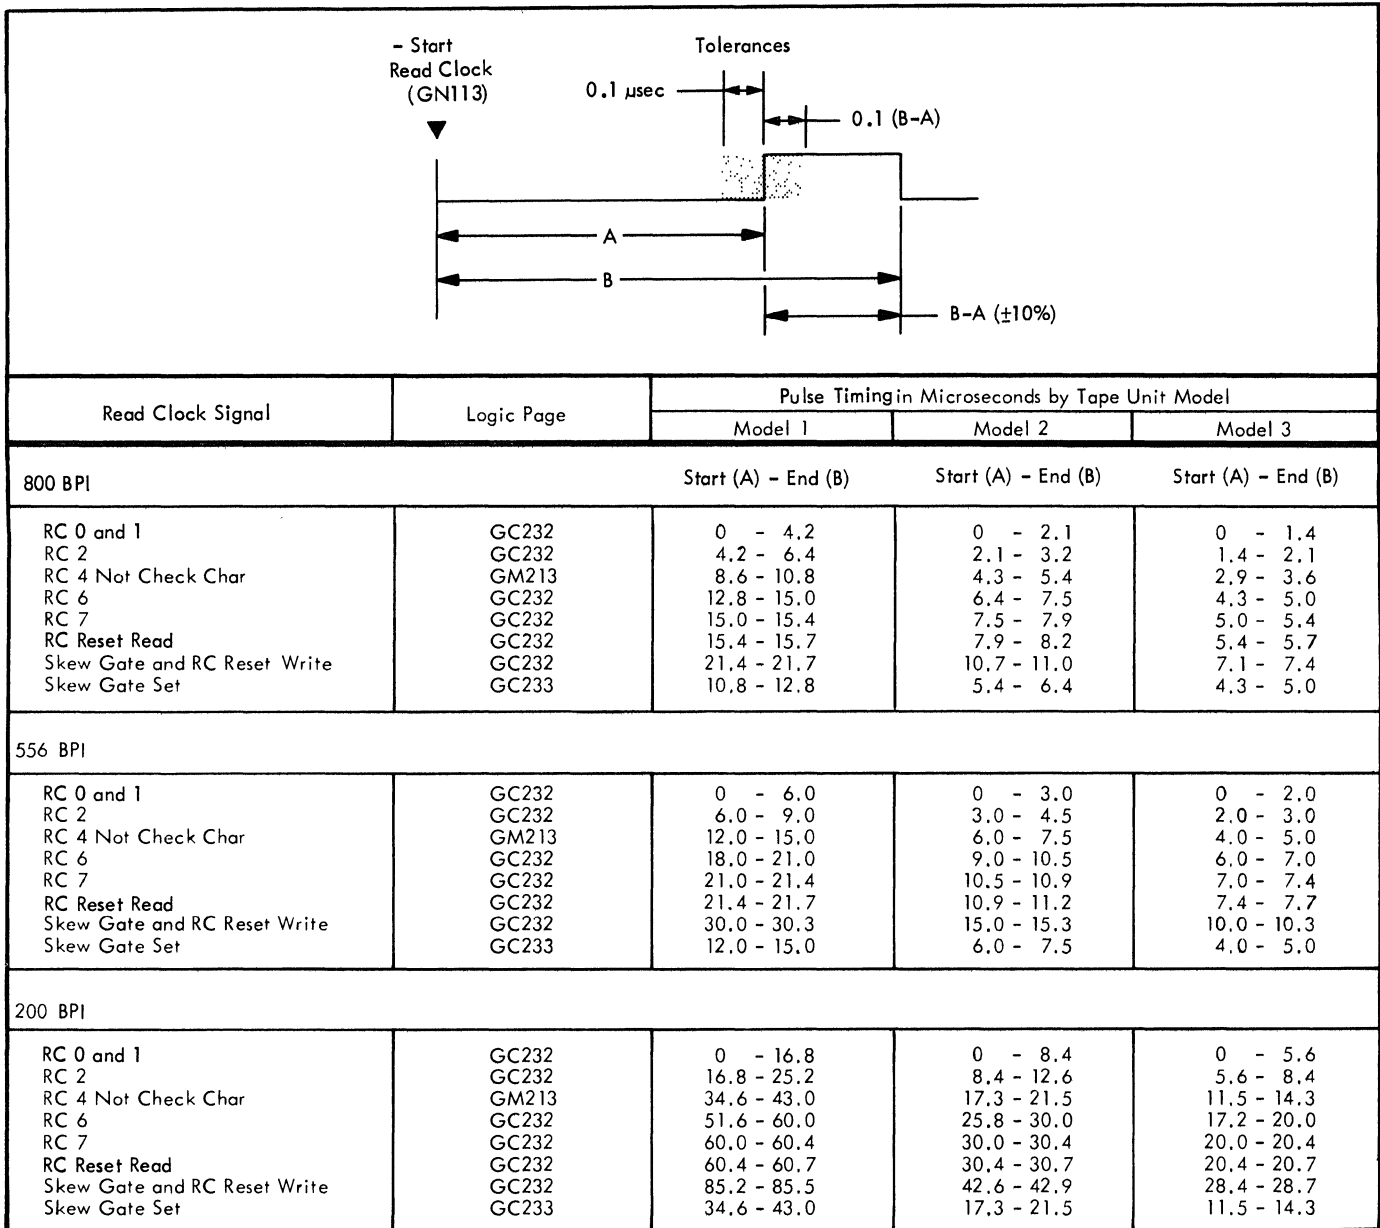 - Start
Read Clock
(GN113)
Tolerances
0.1 µsec
0.1 (B-A)
A
B
B-A (±10%)
Read Clock Signal Logic Page Pulse Timing in Microseconds by Tape Unit Model
Model 1 Model 2 Model 3
800 BPI Start (A) - End (B) Start (A) - End (B) Start (A) - End (B)
RC 0 and 1 GC232 0 - 4.2 0 - 2.1 0 - 1.4
RC 2 GC232 4.2 - 6.4 2.1 - 3.2 1.4 - 2.1
RC 4 Not Check Char GM213 8.6 - 10.8 4.3 - 5.4 2.9 - 3.6
RC 6 GC232 12.8 - 15.0 6.4 - 7.5 4.3 - 5.0
RC 7 GC232 15.0 - 15.4 7.5 - 7.9 5.0 - 5.4
RC Reset Read GC232 15.4 - 15.7 7.9 - 8.2 5.4 - 5.7
Skew Gate and RC Reset Write GC232 21.4 - 21.7 10.7 - 11.0 7.1 - 7.4
Skew Gate Set GC233 10.8 - 12.8 5.4 - 6.4 4.3 - 5.0
556 BPI
RC 0 and 1 GC232 0 - 6.0 0 - 3.0 0 - 2.0
RC 2 GC232 6.0 - 9.0 3.0 - 4.5 2.0 - 3.0
RC 4 Not Check Char GM213 12.0 - 15.0 6.0 - 7.5 4.0 - 5.0
RC 6 GC232 18.0 - 21.0 9.0 - 10.5 6.0 - 7.0
RC 7 GC232 21.0 - 21.4 10.5 - 10.9 7.0 - 7.4
RC Reset Read GC232 21.4 - 21.7 10.9 - 11.2 7.4 - 7.7
Skew Gate and RC Reset Write GC232 30.0 - 30.3 15.0 - 15.3 10.0 - 10.3
Skew Gate Set GC233 12.0 - 15.0 6.0 - 7.5 4.0 - 5.0
200 BPI
RC 0 and 1 GC232 0 - 16.8 0 - 8.4 0 - 5.6
RC 2 GC232 16.8 - 25.2 8.4 - 12.6 5.6 - 8.4
RC 4 Not Check Char GM213 34.6 - 43.0 17.3 - 21.5 11.5 - 14.3
RC 6 GC232 51.6 - 60.0 25.8 - 30.0 17.2 - 20.0
RC 7 GC232 60.0 - 60.4 30.0 - 30.4 20.0 - 20.4
RC Reset Read GC232 60.4 - 60.7 30.4 - 30.7 20.4 - 20.7
Skew Gate and RC Reset Write GC232 85.2 - 85.5 42.6 - 42.9 28.4 - 28.7
Skew Gate Set GC233 34.6 - 43.0 17.3 - 21.5 11.5 - 14.3